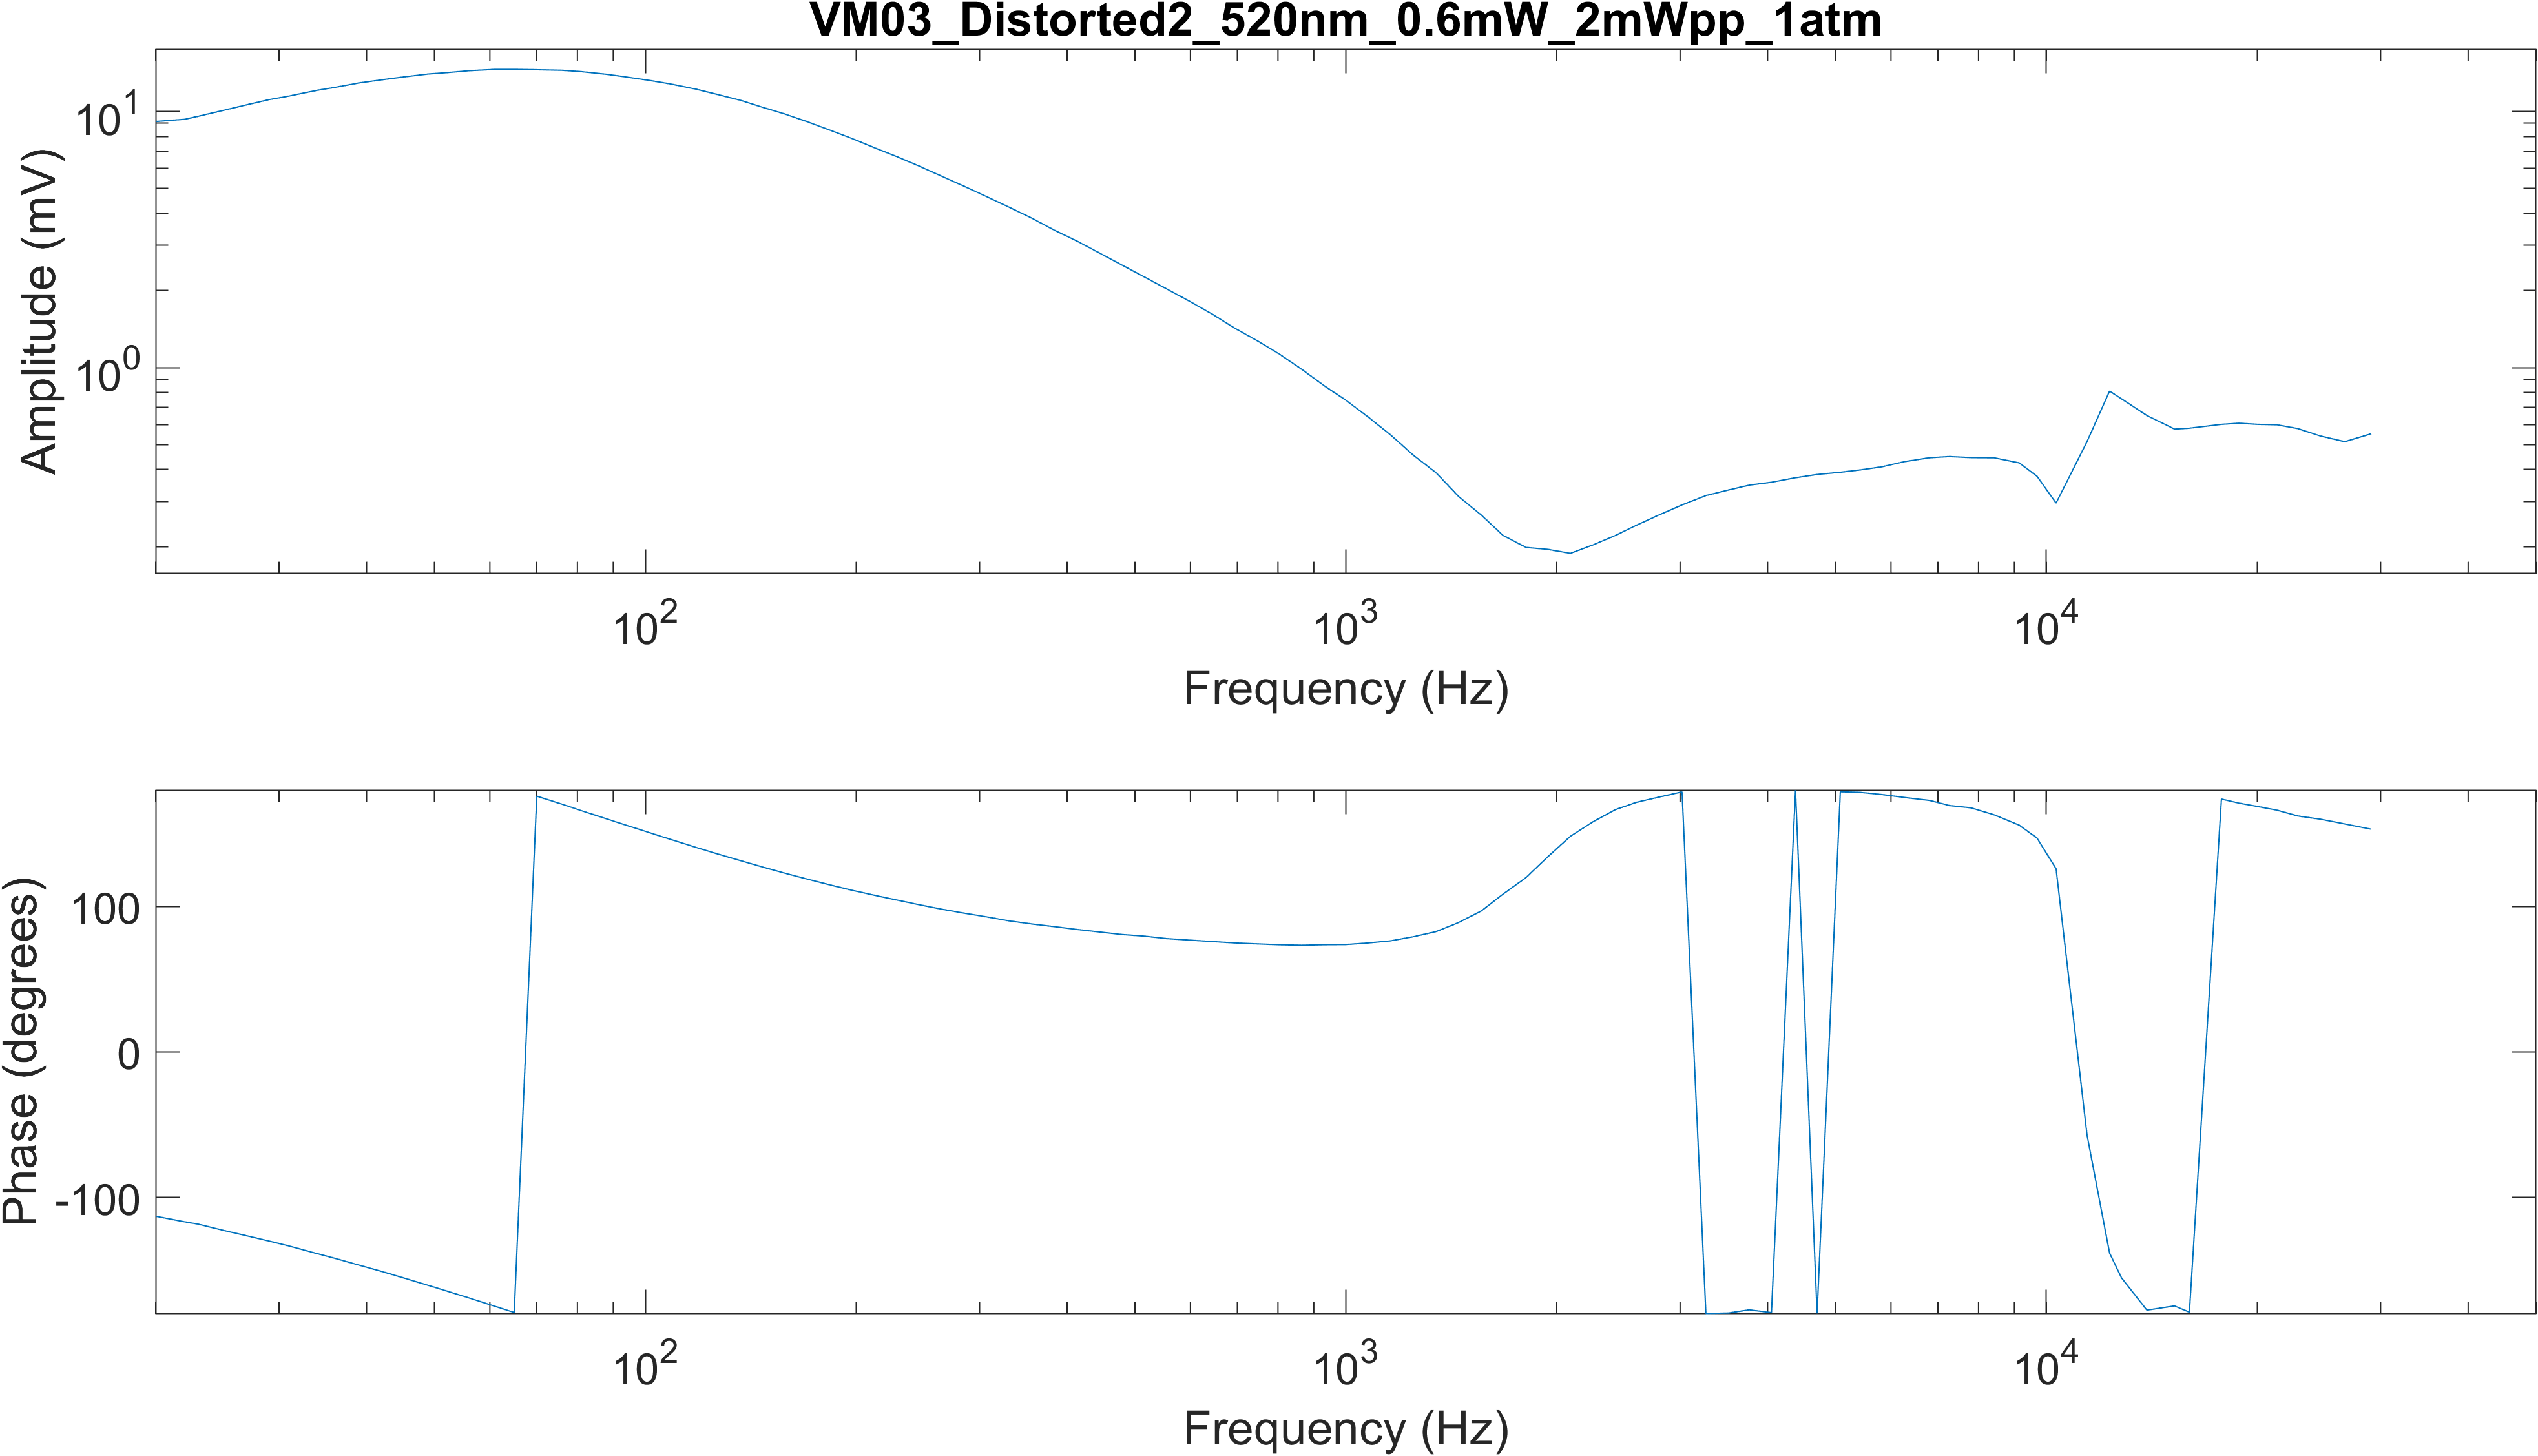 VM03_Distorted2_520nm_0.6mW_2mWpp_1atm
Amplitude (mV)
10^1
10^0
10^2
10^3
10^4
Frequency (Hz)
Phase (degrees)
100
0
-100
10^2
10^3
10^4
Frequency (Hz)